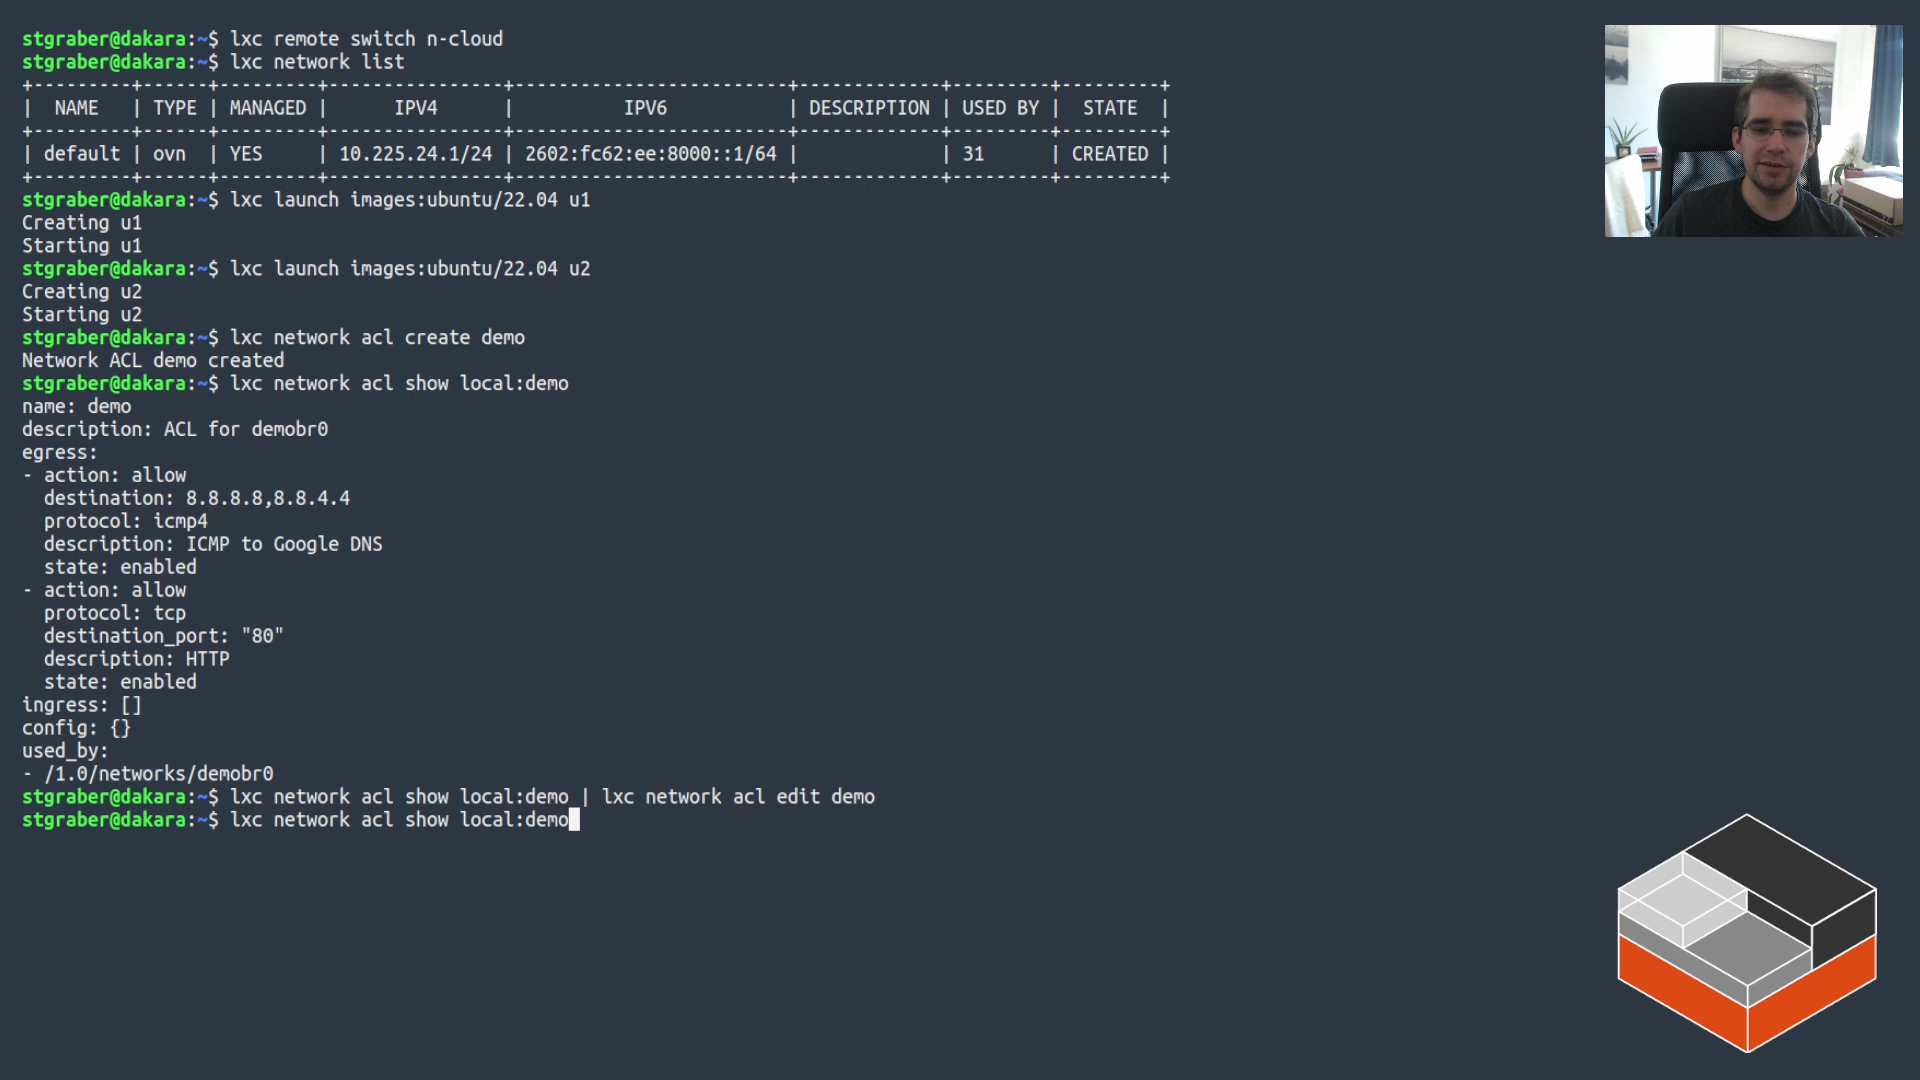 stgraber@dakara:~$ lxc remote switch n-cloud
stgraber@dakara:~$ lxc network list
+---------+------+---------+----------------+-------------------------+-------------+---------+---------+
|  NAME   | TYPE | MANAGED |      IPV4      |          IPV6           | DESCRIPTION | USED BY |  STATE  |
+---------+------+---------+----------------+-------------------------+-------------+---------+---------+
| default | ovn  | YES     | 10.225.24.1/24 | 2602:fc62:ee:8000::1/64 |             | 31      | CREATED |
+---------+------+---------+----------------+-------------------------+-------------+---------+---------+
stgraber@dakara:~$ lxc launch images:ubuntu/22.04 u1
Creating u1
Starting u1
stgraber@dakara:~$ lxc launch images:ubuntu/22.04 u2
Creating u2
Starting u2
stgraber@dakara:~$ lxc network acl create demo
Network ACL demo created
stgraber@dakara:~$ lxc network acl show local:demo
name: demo
description: ACL for demobr0
egress:
- action: allow
  destination: 8.8.8.8,8.8.4.4
  protocol: icmp4
  description: ICMP to Google DNS
  state: enabled
- action: allow
  protocol: tcp
  destination_port: "80"
  description: HTTP
  state: enabled
ingress: []
config: {}
used_by:
- /1.0/networks/demobr0
stgraber@dakara:~$ lxc network acl show local:demo | lxc network acl edit demo
stgraber@dakara:~$ lxc network acl show local:demo